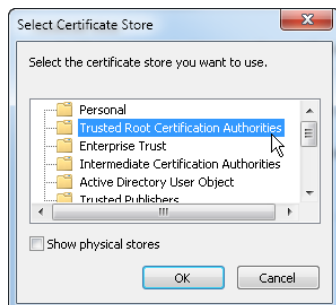 Select Certificate Store
Select the certificate store you want to use.
Personal
Trusted Root Certification Authorities
Enterprise Trust
Intermediate Certification Authorities
Active Directory User Object
Trusted Publishers
Show physical stores
OK
Cancel